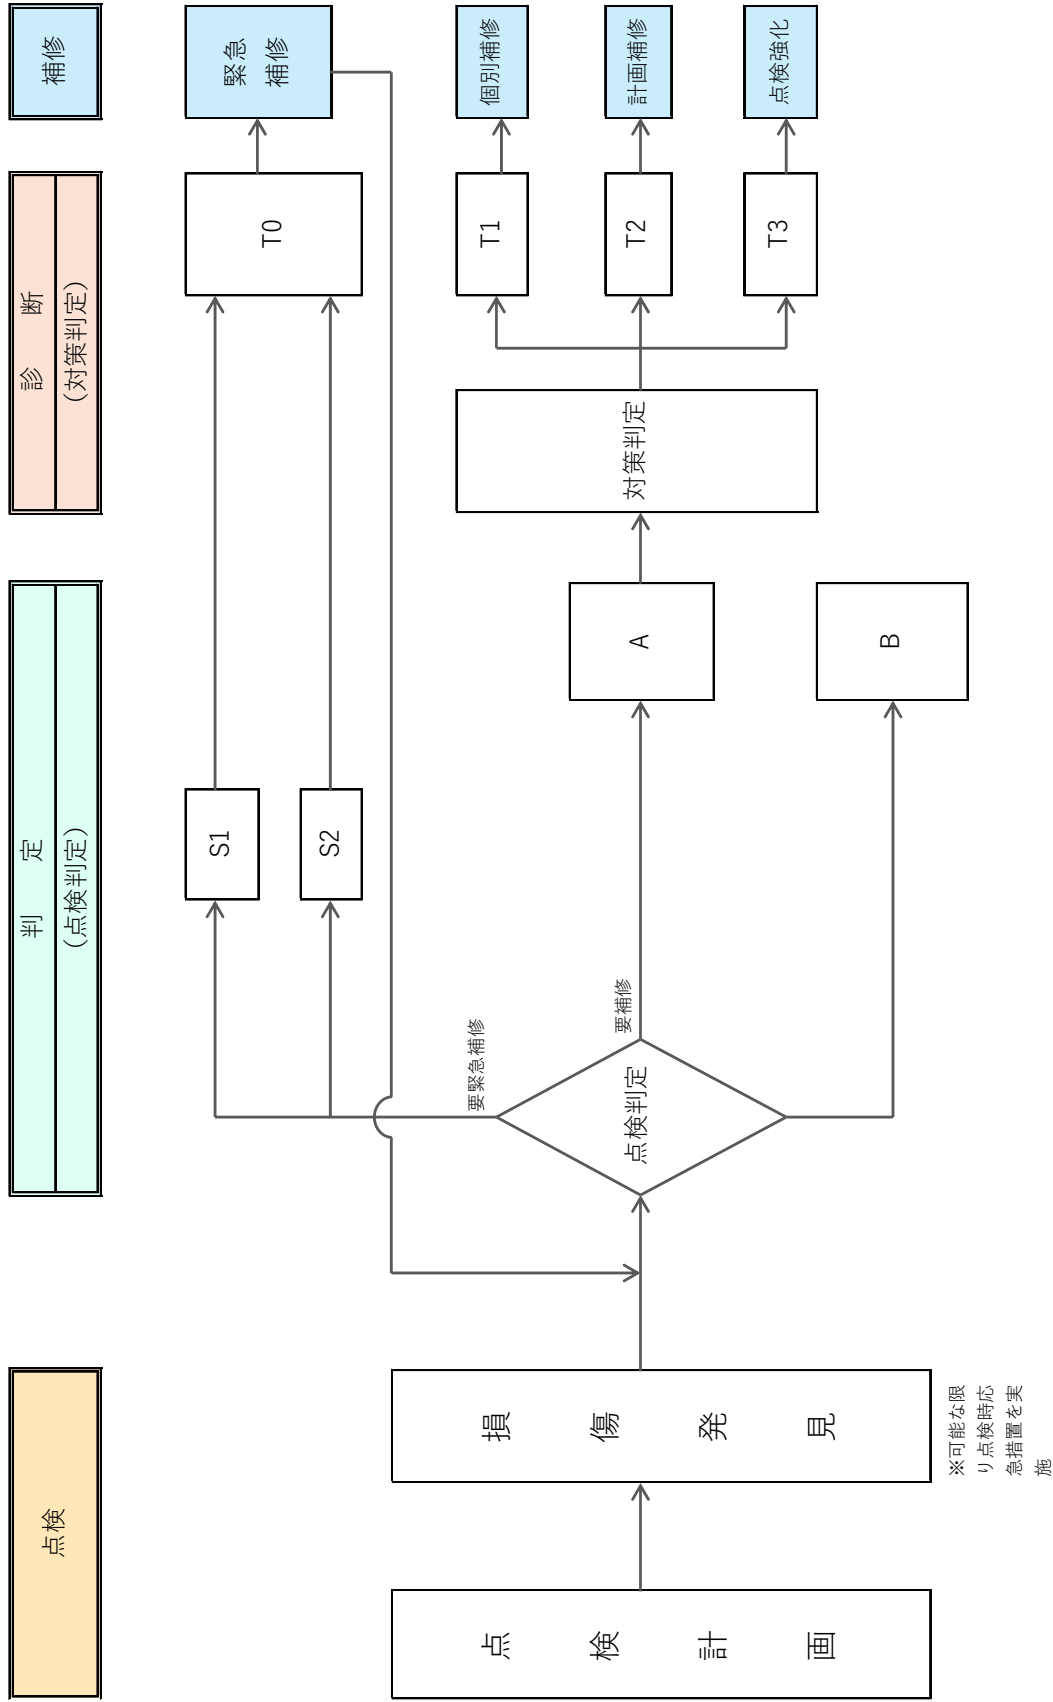 点検
判　定
（点検判定）
診　断
（対策判定）
補修
点　検　計　画
損　傷　発　見
※可能な限
り点検時応
急措置を実
施
点検判定
要緊急補修
要補修
S1
S2
A
B
対策判定
T0
T1
T2
T3
緊急
補修
個別補修
計画補修
点検強化